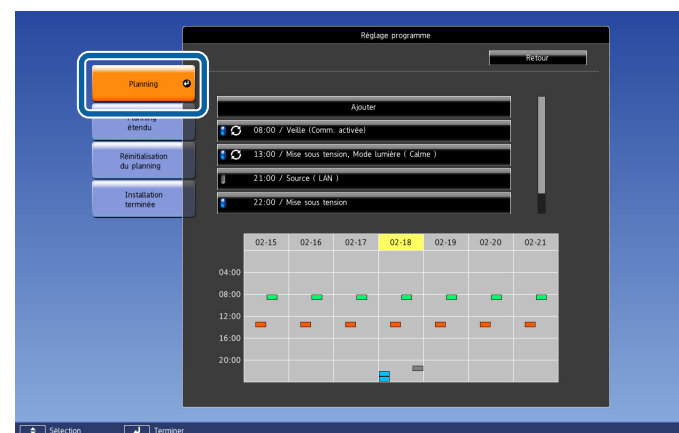 Réglage programme
Retour
Planning
Planning
étendu
Réinitialisation
du planning
Installation
terminée
Ajouter
08:00 / Veille (Comm. activée)
13:00 / Mise sous tension, Mode lumière ( Calme )
21:00 / Source ( LAN )
22:00 / Mise sous tension
02-15 02-16 02-17 02-18 02-19 02-20 02-21
04:00
08:00
12:00
16:00
20:00
Sélection Terminer